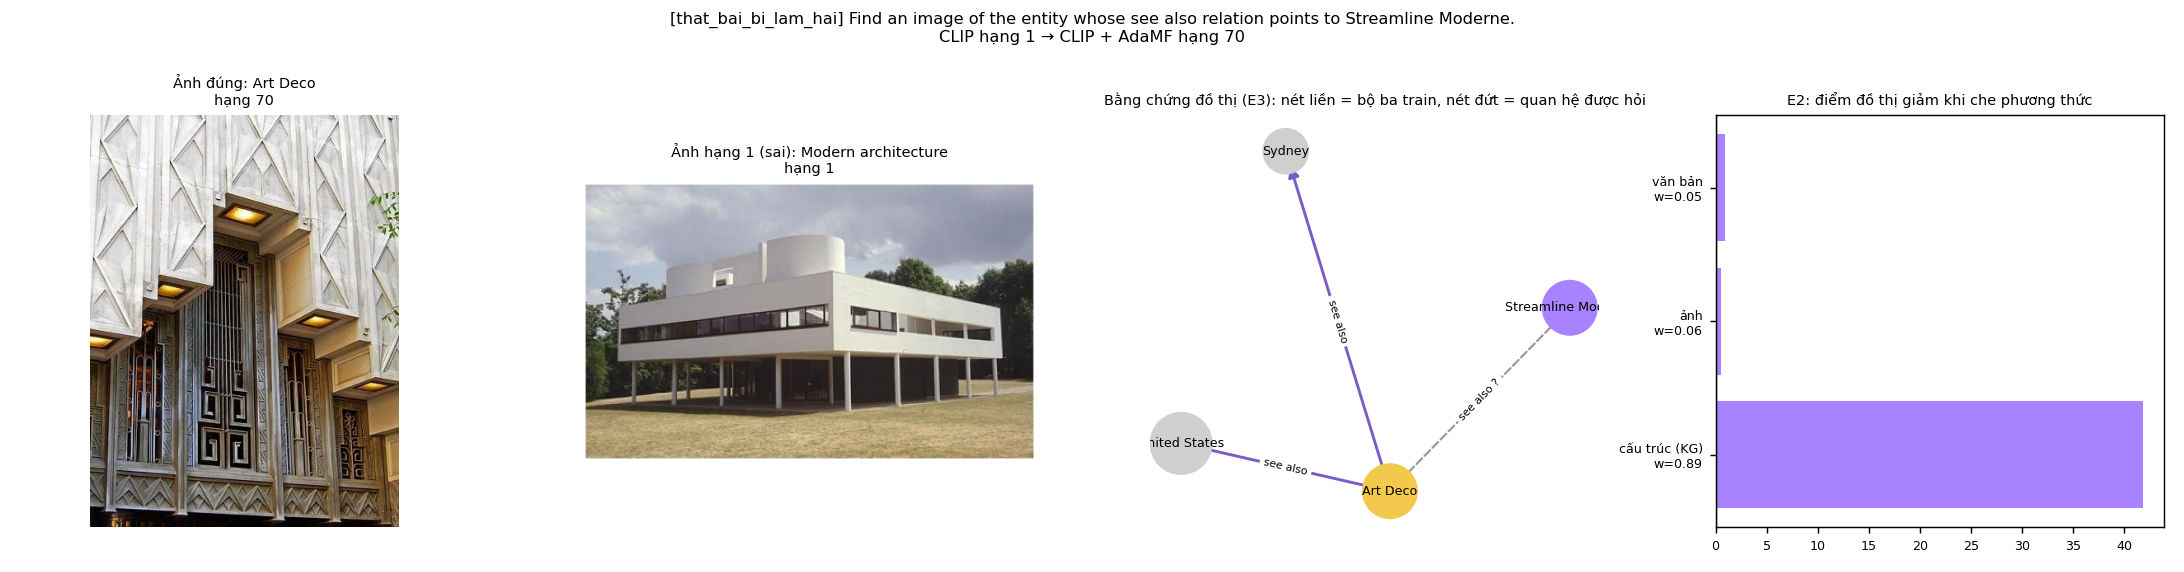 [that_bai_bi_lam_hai] Find an image of the entity whose see also relation points to Streamline Moderne.
CLIP hạng 1 → CLIP + AdaMF hạng 70
Ảnh đúng: Art Deco
hạng 70
Ảnh hạng 1 (sai): Modern architecture
hạng 1
Bằng chứng đồ thị (E3): nét liền = bộ ba train, nét đứt = quan hệ được hỏi
Sydney
see also
Streamline Mo
see also ?
nited States
see also
Art Deco
E2: điểm đồ thị giảm khi che phương thức
văn bản
w=0.05
ảnh
w=0.06
cấu trúc (KG)
w=0.89
0 5 10 15 20 25 30 35 40